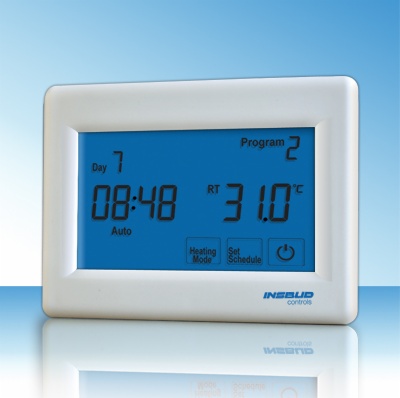 Program 2
Day 7
08:48 RT 31.0 °C
Auto
Heating Mode
Set Schedule
INSBUD
controls